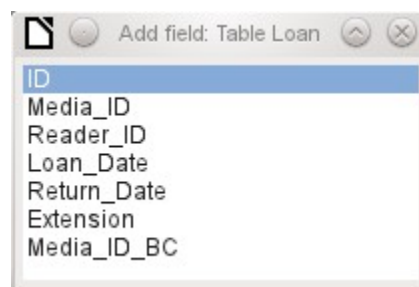 Add field: Table Loan
ID
Media_ID
Reader_ID
Loan_Date
Return_Date
Extension
Media_ID_BC